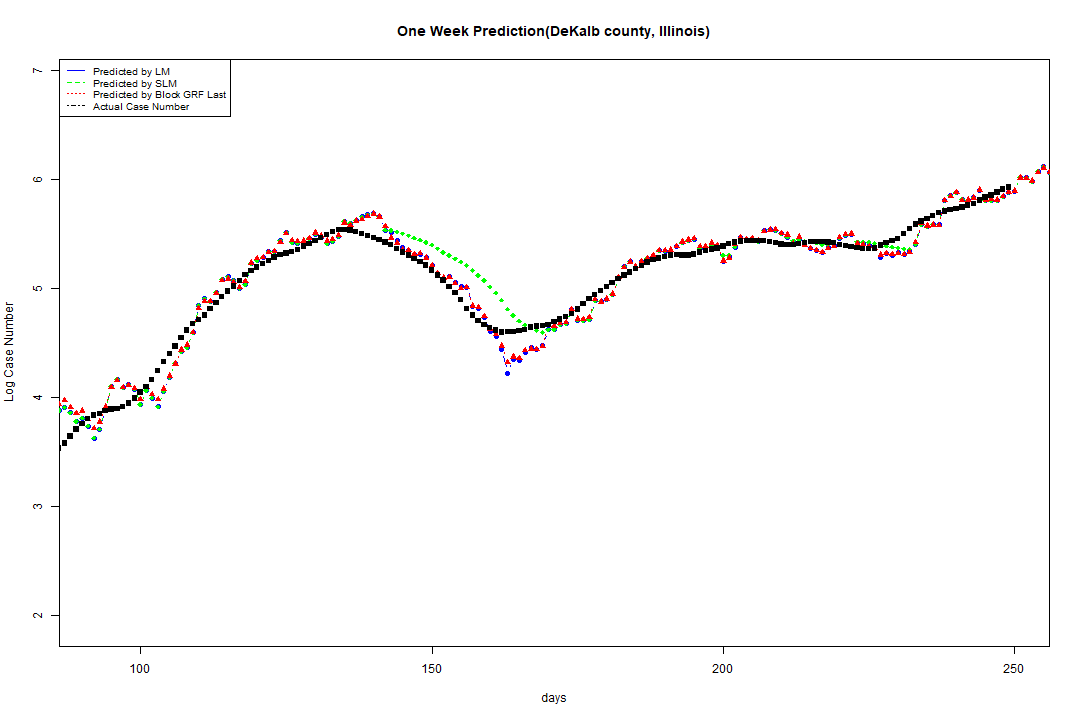 One Week Prediction(DeKalb county, Illinois)
Predicted by LM
Predicted by SLM
Predicted by Block GRF Last
Actual Case Number
7
6
5
4
3
2
Log Case Number
100 150 200 250
days